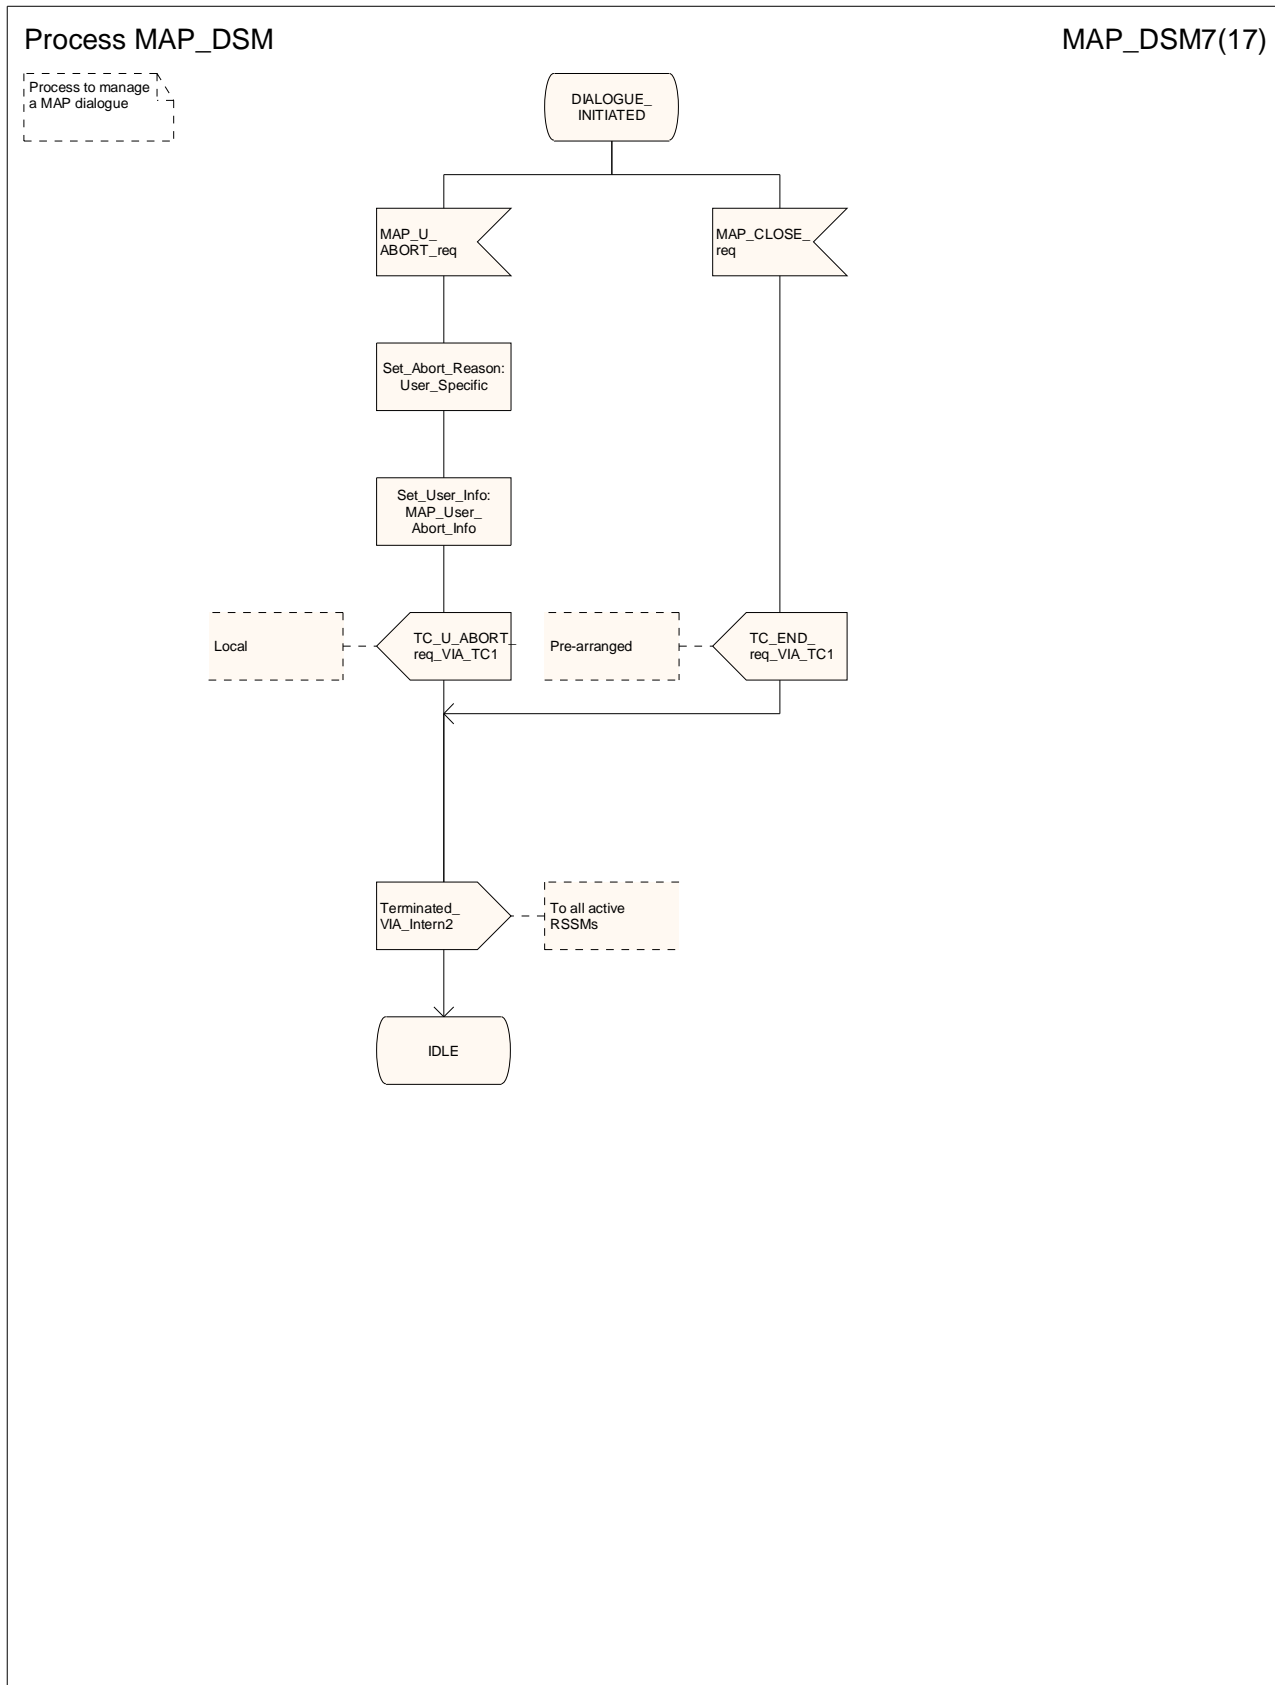 Process MAP_DSM
MAP_DSM7(17)
Process to manage
a MAP dialogue
DIALOGUE_
INITIATED
MAP_U_
ABORT_req
MAP_CLOSE_
req
Set_Abort_Reason:
User_Specific
Set_User_Info:
MAP_User_
Abort_Info
Local
TC_U_ABORT_
req_VIA_TC1
Pre-arranged
TC_END_
req_VIA_TC1
Terminated_
VIA_Intern2
To all active
RSSMs
IDLE